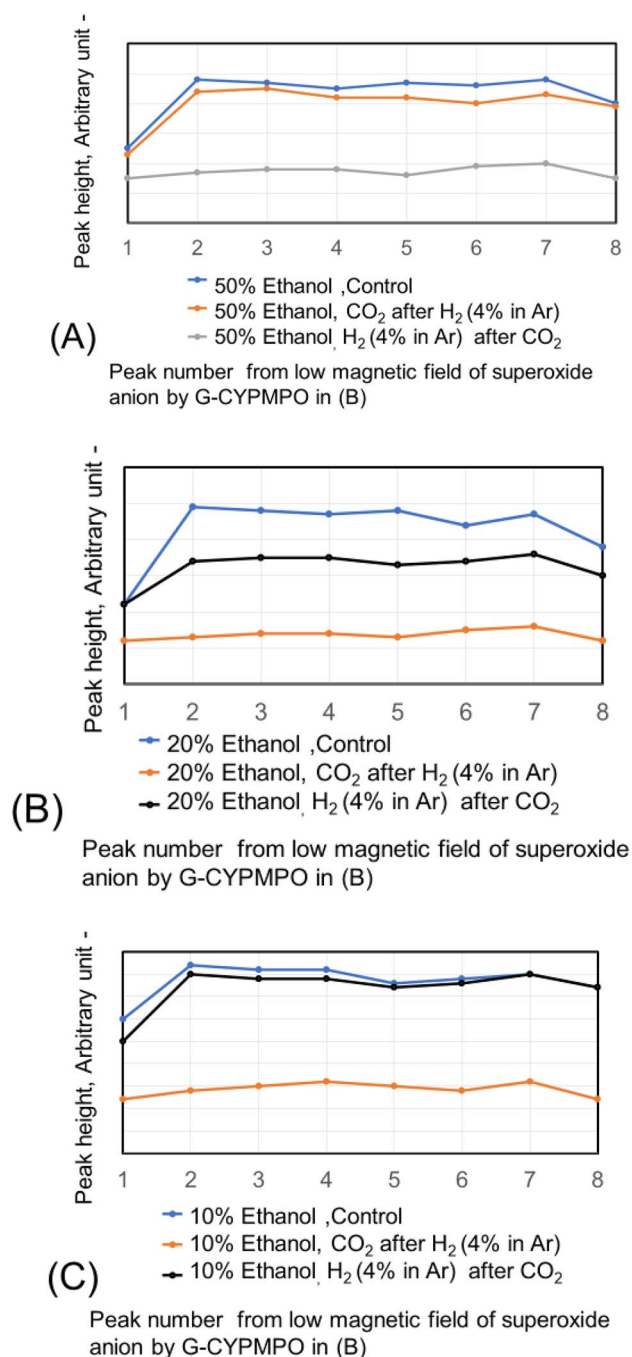 Peak height, Arbitrary unit -
1 2 3 4 5 6 7 8
50% Ethanol ,Control
50% Ethanol, CO₂ after H₂ (4% in Ar)
50% Ethanol, H₂ (4% in Ar) after CO₂
(A)
Peak number from low magnetic field of superoxide
anion by G-CYPMPO in (B)
Peak height, Arbitrary unit -
1 2 3 4 5 6 7 8
20% Ethanol ,Control
20% Ethanol, CO₂ after H₂ (4% in Ar)
20% Ethanol, H₂ (4% in Ar) after CO₂
(B)
Peak number from low magnetic field of superoxide
anion by G-CYPMPO in (B)
Peak height, Arbitrary unit -
1 2 3 4 5 6 7 8
10% Ethanol ,Control
10% Ethanol, CO₂ after H₂ (4% in Ar)
10% Ethanol, H₂ (4% in Ar) after CO₂
(C)
Peak number from low magnetic field of superoxide
anion by G-CYPMPO in (B)